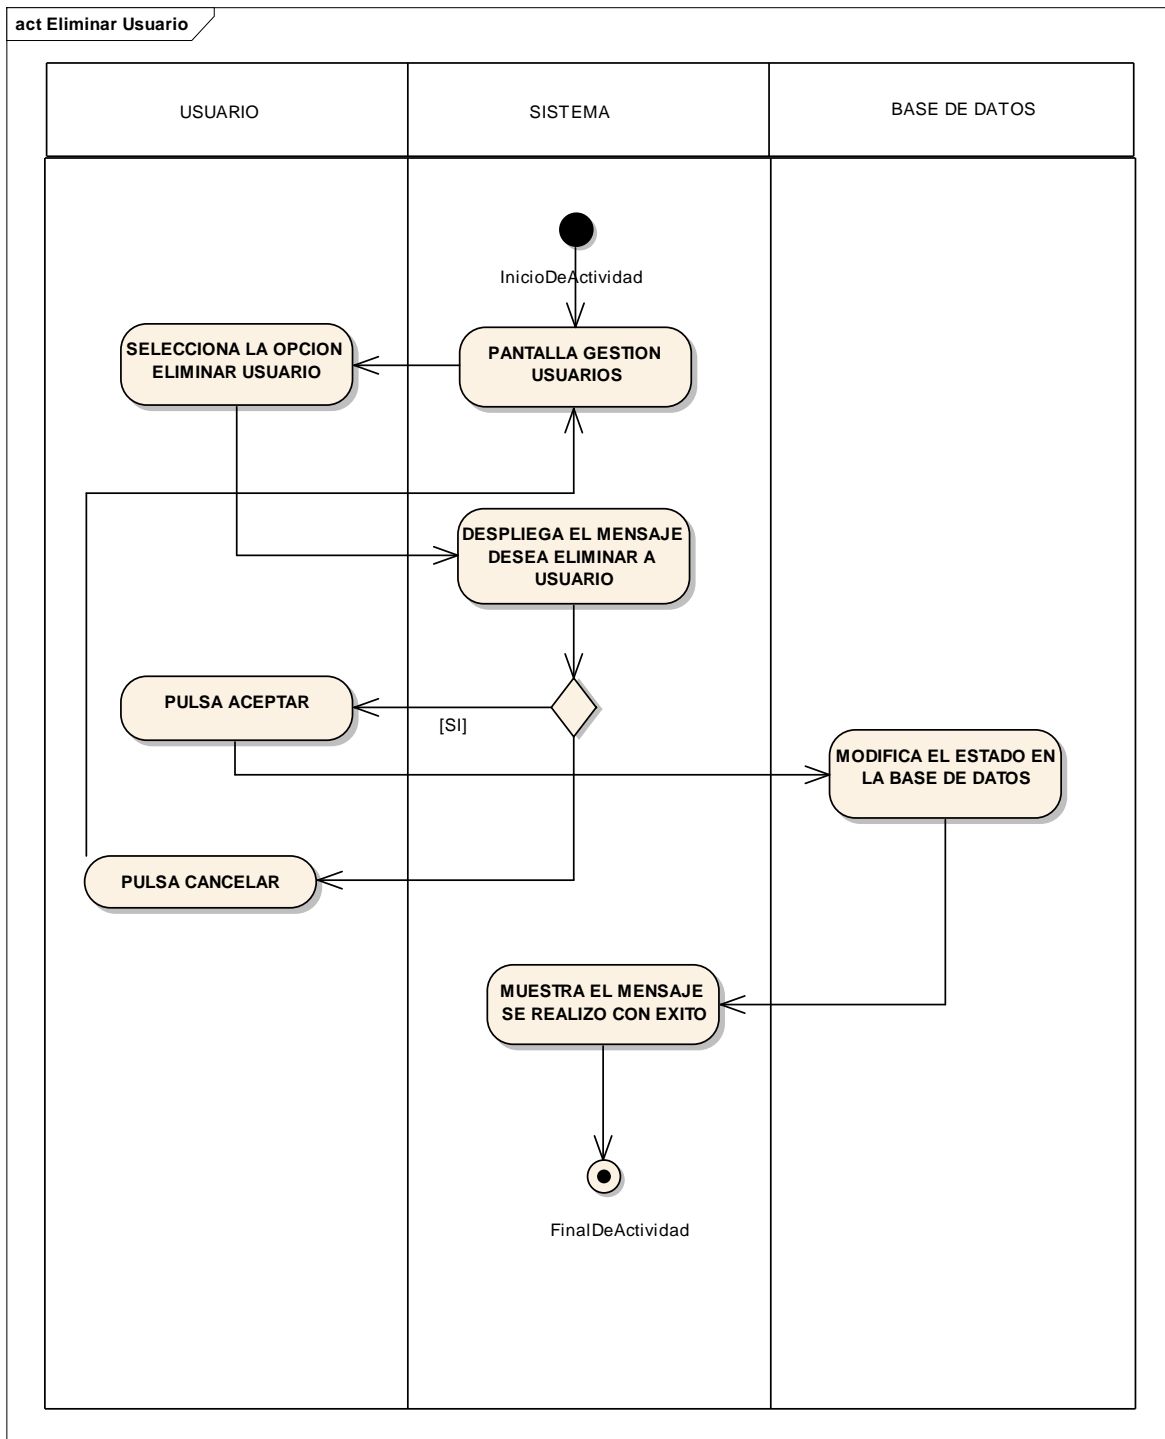 act Eliminar Usuario
USUARIO
SISTEMA
BASE DE DATOS
InicioDeActividad
SELECCIONA LA OPCION
ELIMINAR USUARIO
PANTALLA GESTION
USUARIOS
DESPLIEGA EL MENSAJE
DESEA ELIMINAR A
USUARIO
PULSA ACEPTAR
[SI]
MODIFICA EL ESTADO EN
LA BASE DE DATOS
PULSA CANCELAR
MUESTRA EL MENSAJE
SE REALIZO CON EXITO
FinalDeActividad